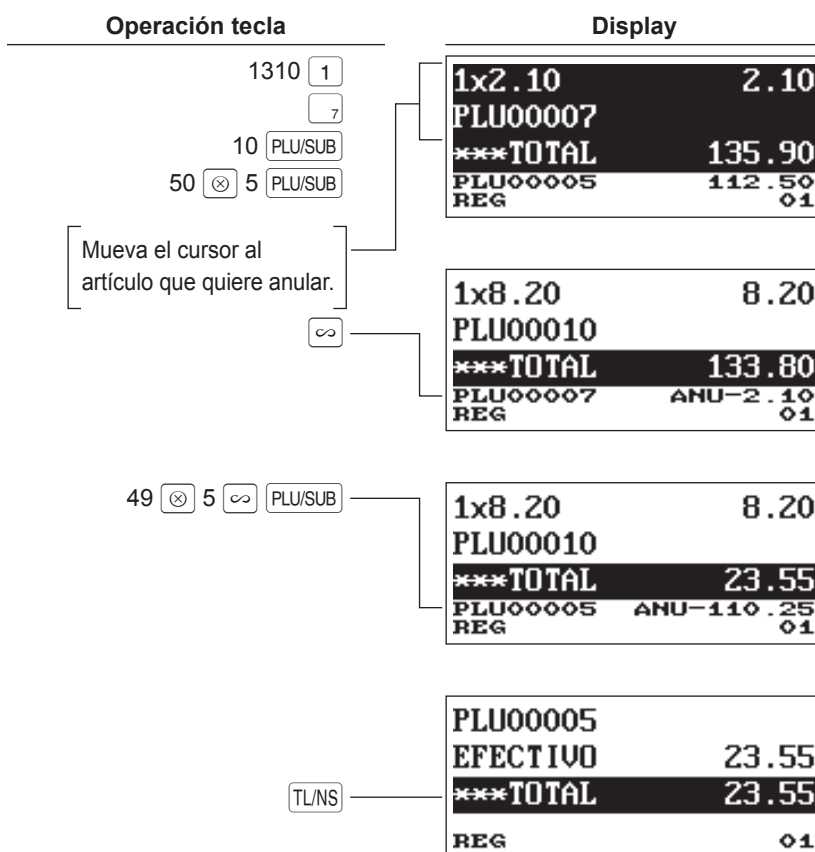 Operación tecla
Display
1310 1
7
10 PLU/SUB
50 ⊗ 5 PLU/SUB
Mueva el cursor al
artículo que quiere anular.
1x2.10 2.10
PLU00007
***TOTAL 135.90
PLU00005 112.50
REG 01
∽
1x8.20 8.20
PLU00010
***TOTAL 133.80
PLU00007 ANU-2.10
REG 01
49 ⊗ 5 ∽ PLU/SUB
1x8.20 8.20
PLU00010
***TOTAL 23.55
PLU00005 ANU-110.25
REG 01
TL/NS
PLU00005
EFECTIVO 23.55
***TOTAL 23.55
REG 01